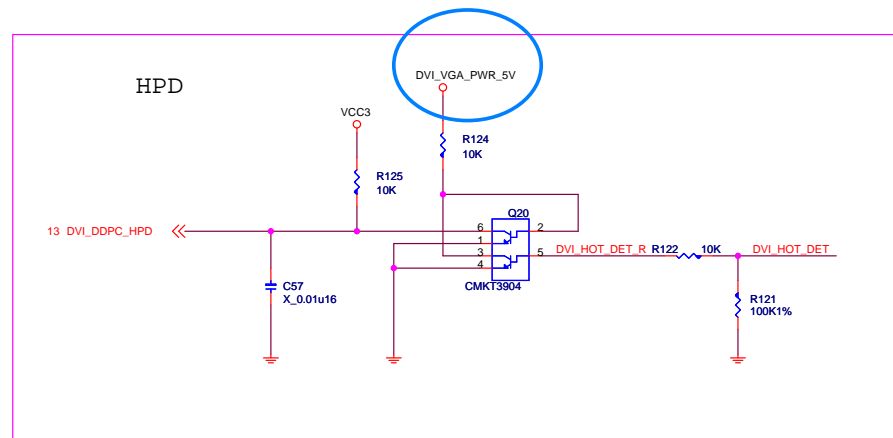 DVI_VGA_PWR_5V
HPD
VCC3
R124
10K
R125
10K
Q20
13 DVI_DDPC_HPD
6
2
1
3
5
4
DVI_HOT_DET_R
R122
10K
DVI_HOT_DET
C57
X_0.01u16
CMKT3904
R121
100K1%